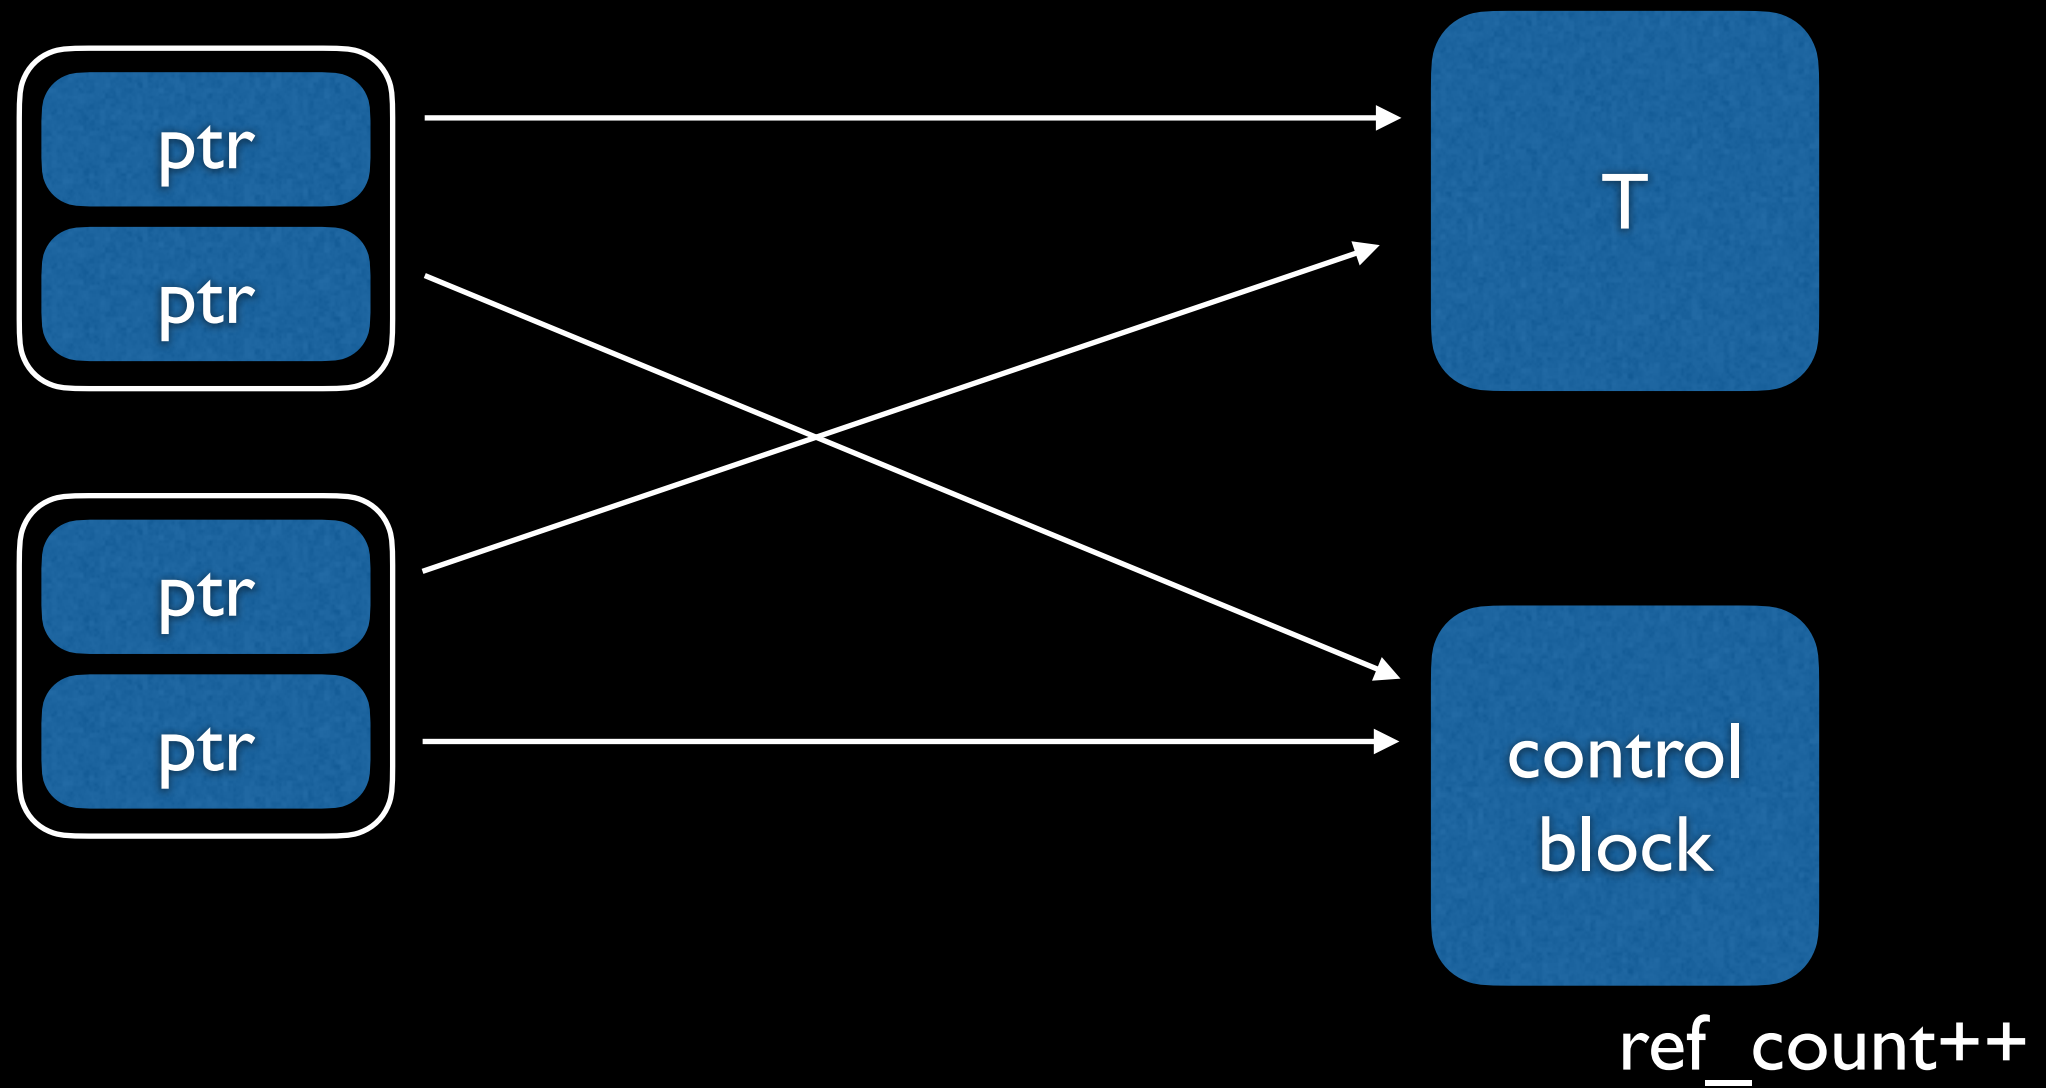 ptr
ptr
T
ptr
ptr
control
block
ref_count++